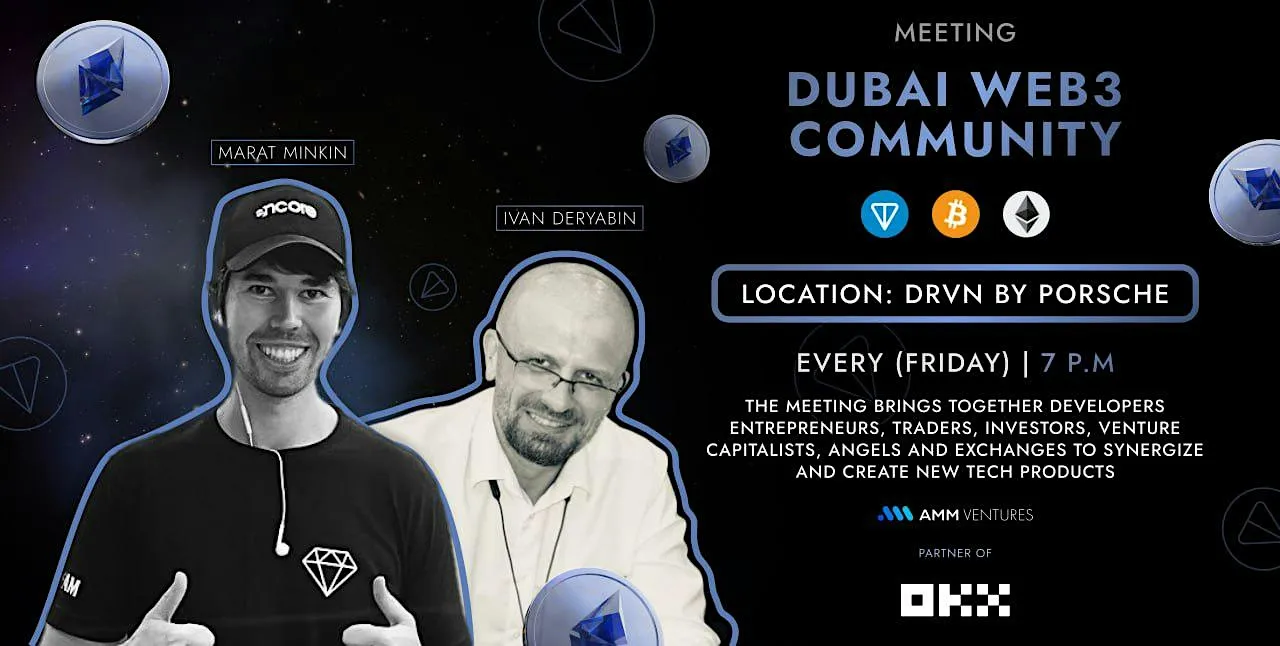 MEETING
DUBAI WEB3
COMMUNITY
MARAT MINKIN
IVAN DERYABIN
LOCATION: DRVN BY PORSCHE
EVERY (FRIDAY) | 7 P.M
THE MEETING BRINGS TOGETHER DEVELOPERS
ENTREPRENEURS, TRADERS, INVESTORS, VENTURE
CAPITALISTS, ANGELS AND EXCHANGES TO SYNERGIZE
AND CREATE NEW TECH PRODUCTS
AMM VENTURES
PARTNER OF
OKX